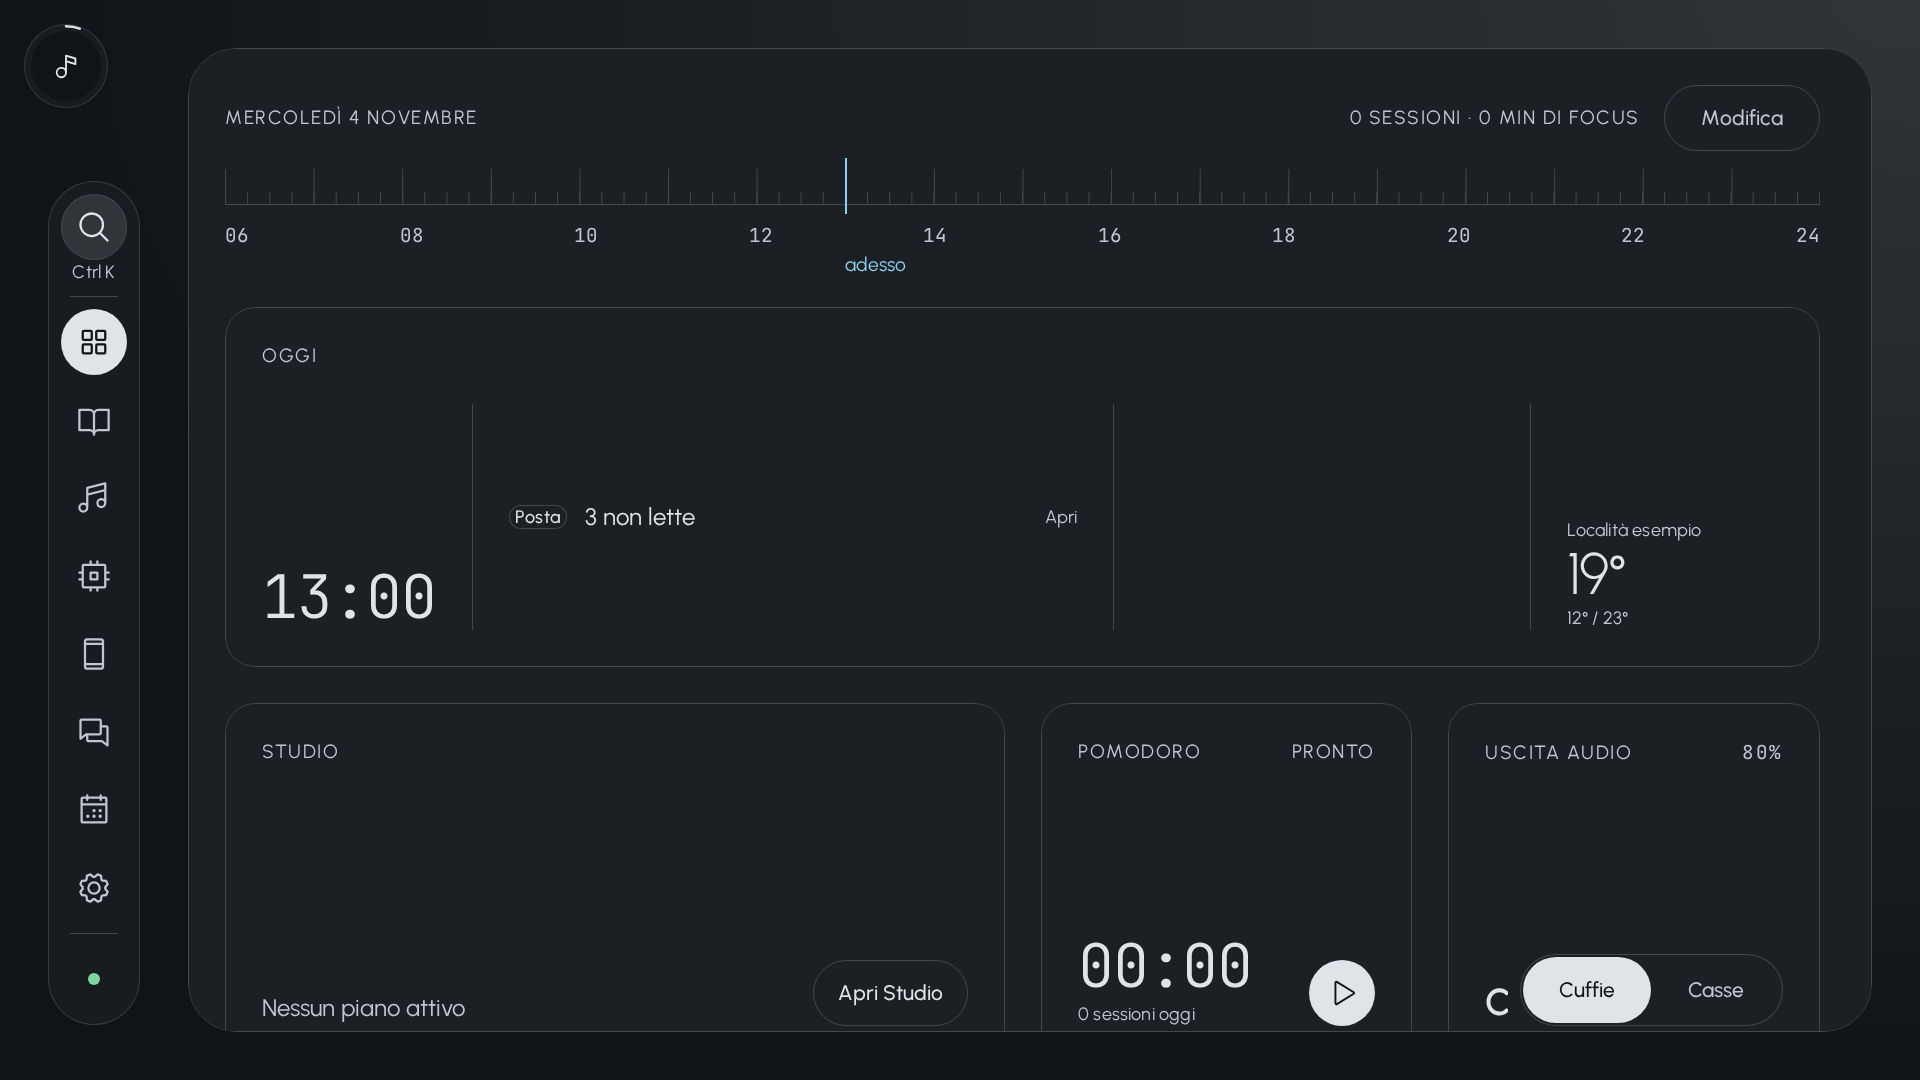 MERCOLEDÌ 4 NOVEMBRE
0 SESSIONI · 0 MIN DI FOCUS
Modifica
06 08 10 12 14 16 18 20 22 24
adesso
Ctrl K
OGGI
13:00
Posta 3 non lette Apri
Località esempio
19°
12° / 23°
STUDIO
Nessun piano attivo
Apri Studio
POMODORO PRONTO
00:00
0 sessioni oggi
USCITA AUDIO 80%
C
Cuffie Casse